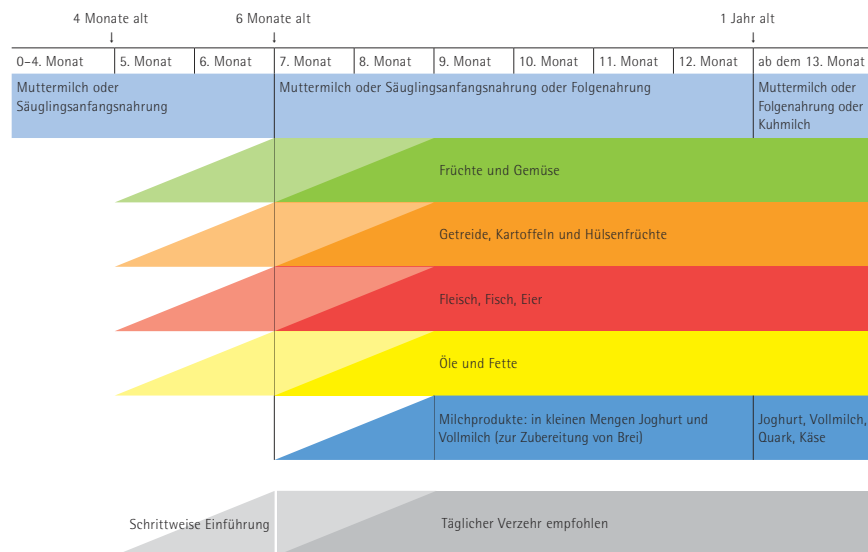 4 Monate alt
6 Monate alt
1 Jahr alt
0–4. Monat
5. Monat
6. Monat
7. Monat
8. Monat
9. Monat
10. Monat
11. Monat
12. Monat
ab dem 13. Monat
Muttermilch oder
Säuglingsanfangsnahrung
Muttermilch oder Säuglingsanfangsnahrung oder Folgenahrung
Muttermilch oder
Folgenahrung oder
Kuhmilch
Früchte und Gemüse
Getreide, Kartoffeln und Hülsenfrüchte
Fleisch, Fisch, Eier
Öle und Fette
Milchprodukte: in kleinen Mengen Joghurt und
Vollmilch (zur Zubereitung von Brei)
Joghurt, Vollmilch,
Quark, Käse
Schrittweise Einführung
Täglicher Verzehr empfohlen